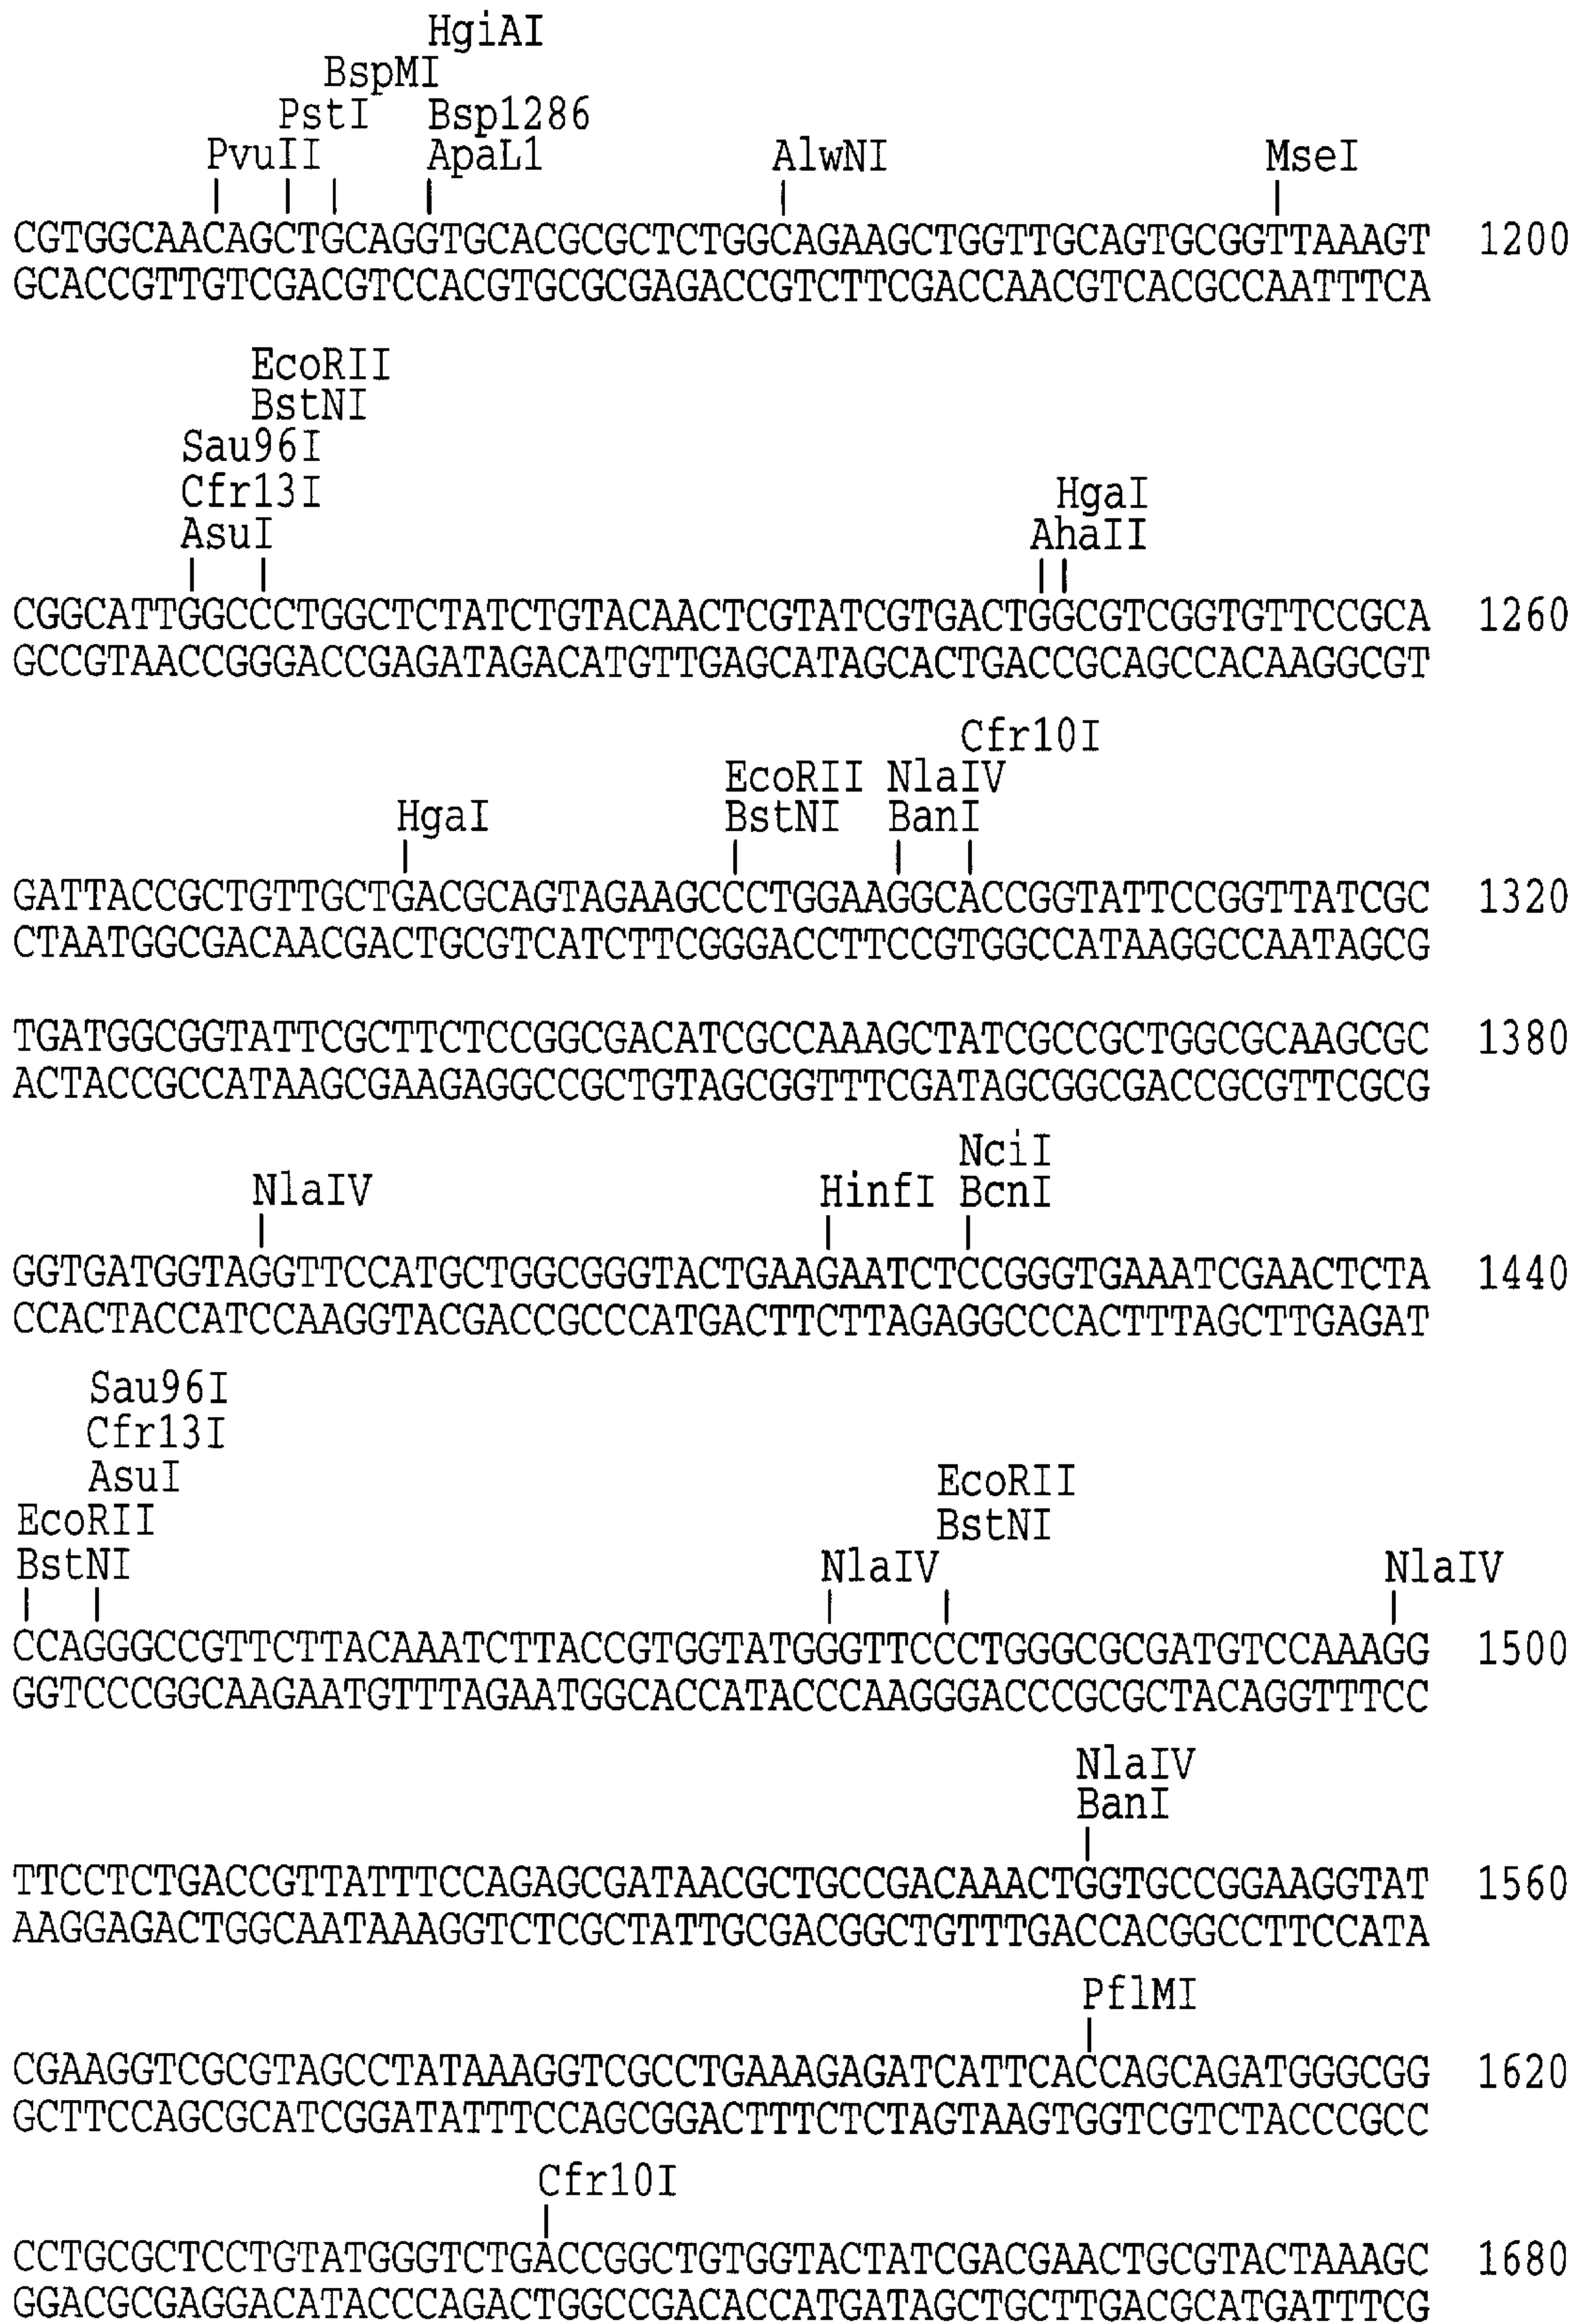 HgiAI
BspMI
PstI Bsp1286
PvuII ApaL1 AlwNI MseI
CGTGGCAACAGCTGCAGGTGCACGCGCTCTGGCAGAAGCTGGTTGCAGTGCGGTTAAAGT 1200
GCACCGTTGTCGACGTCCACGTGCGCGAGACCGTCTTCGACCAACGTCACGCCAATTTCA
EcoRII
BstNI
Sau96I
Cfr13I HgaI
AsuI AhaII
CGGCATTGGCCCTGGCTCTATCTGTACAACTCGTATCGTGACTGGCGTCGGTGTTCCGCA 1260
GCCGTAACCGGGACCGAGATAGACATGTTGAGCATAGCACTGACCGCAGCCACAAGGCGT
Cfr10I
EcoRII NlaIV
HgaI BstNI BanI
GATTACCGCTGTTGCTGACGCAGTAGAAGCCCTGGAAGGCACCGGTATTCCGGTTATCGC 1320
CTAATGGCGACAACGACTGCGTCATCTTCGGGACCTTCCGTGGCCATAAGGCCAATAGCG
TGATGGCGGTATTCGCTTCTCCGGCGACATCGCCAAAGCTATCGCCGCTGGCGCAAGCGC 1380
ACTACCGCCATAAGCGAAGAGGCCGCTGTAGCGGTTTCGATAGCGGCGACCGCGTTCGCG
NciI
NlaIV HinfI BcnI
GGTGATGGTAGGTTCCATGCTGGCGGGTACTGAAGAATCTCCGGGTGAAATCGAACTCTA 1440
CCACTACCATCCAAGGTACGACCGCCCATGACTTCTTAGAGGCCCACTTTAGCTTGAGAT
Sau96I
Cfr13I
AsuI EcoRII
EcoRII BstNI
BstNI NlaIV NlaIV
CCAGGGCCGTTCTTACAAATCTTACCGTGGTATGGGTTCCCTGGGCGCGATGTCCAAAGG 1500
GGTCCCGGCAAGAATGTTTAGAATGGCACCATACCCAAGGGACCCGCGCTACAGGTTTCC
NlaIV
BanI
TTCCTCTGACCGTTATTTCCAGAGCGATAACGCTGCCGACAAACTGGTGCCGGAAGGTAT 1560
AAGGAGACTGGCAATAAAGGTCTCGCTATTGCGACGGCTGTTTGACCACGGCCTTCCATA
PflMI
CGAAGGTCGCGTAGCCTATAAAGGTCGCCTGAAAGAGATCATTCACCAGCAGATGGGCGG 1620
GCTTCCAGCGCATCGGATATTTCCAGCGGACTTTCTCTAGTAAGTGGTCGTCTACCCGCC
Cfr10I
CCTGCGCTCCTGTATGGGTCTGACCGGCTGTGGTACTATCGACGAACTGCGTACTAAAGC 1680
GGACGCGAGGACATACCCAGACTGGCCGACACCATGATAGCTGCTTGACGCATGATTTCG